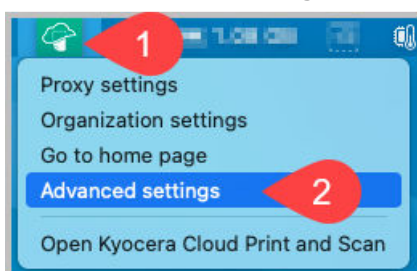 1
Proxy settings
Organization settings
Go to home page
Advanced settings
2
Open Kyocera Cloud Print and Scan